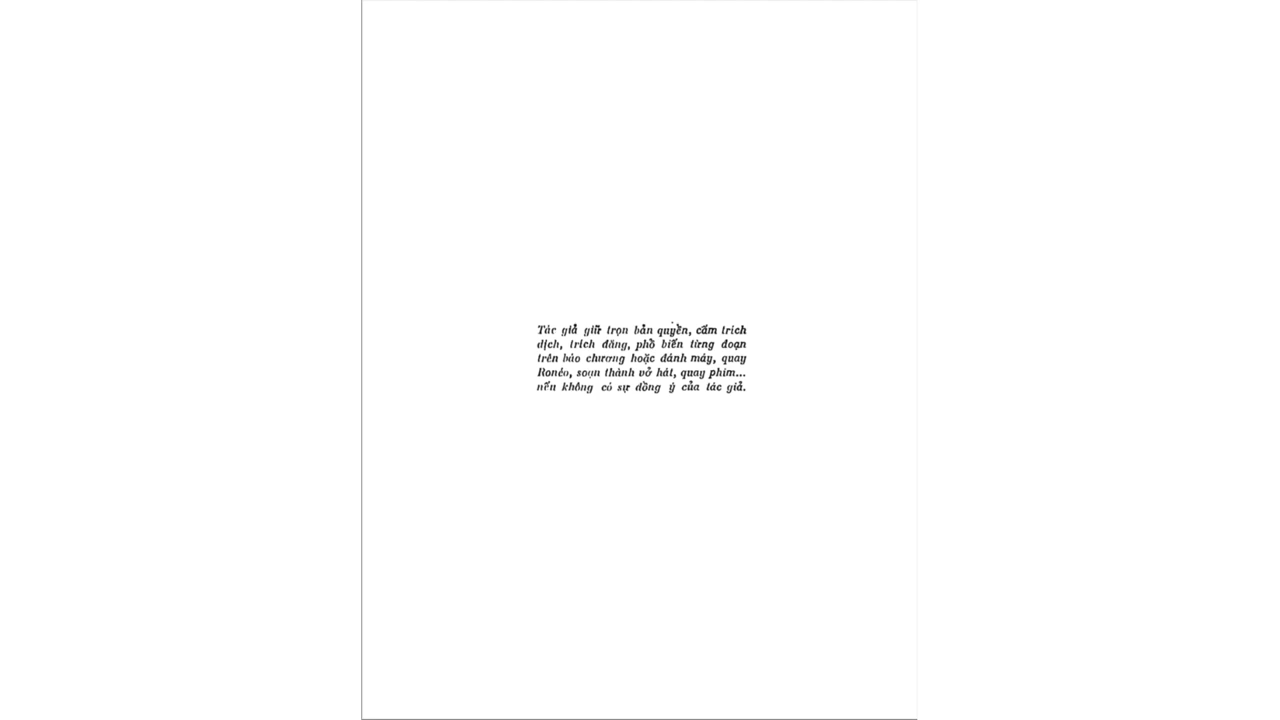 Tác giả giữ trọn bản quyền, cấm trích
dịch, trích đăng, phổ biến từng đoạn
trên báo chương hoặc đánh máy, quay
Ronéo, soạn thành vở hát, quay phim...
nếu không có sự đồng ý của tác giả.